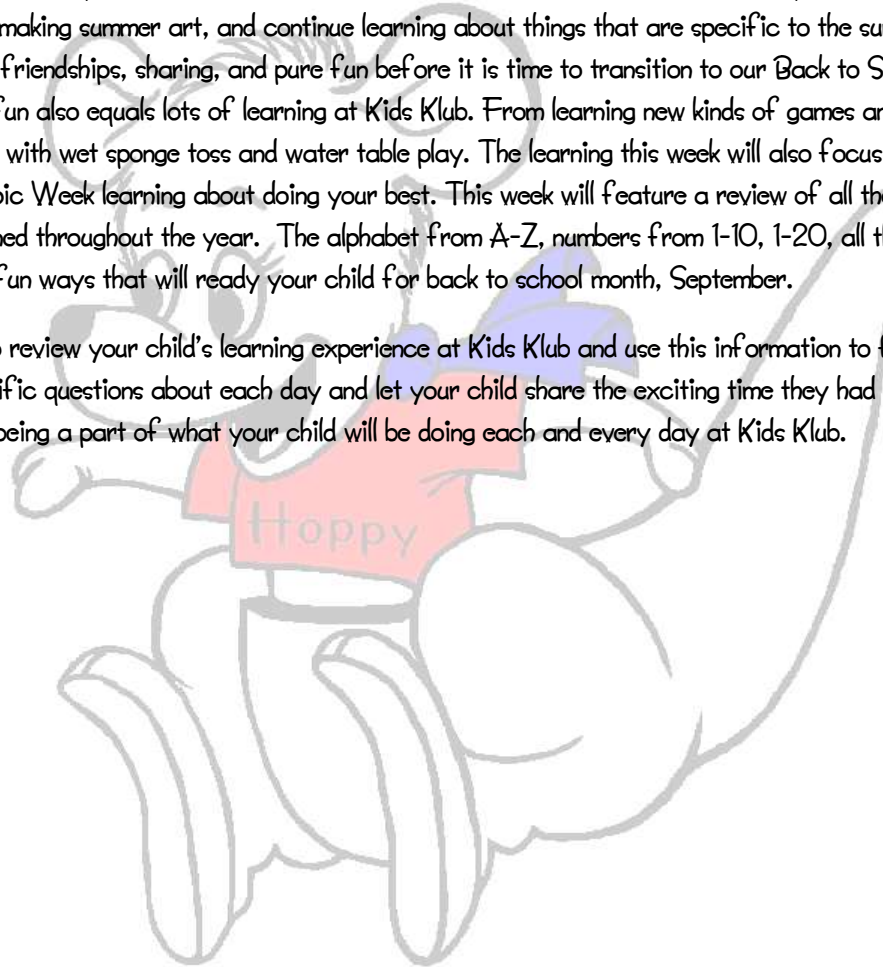 making summer art, and continue learning about things that are specific to the su
friendships, sharing, and pure fun before it is time to transition to our Back to S
fun also equals lots of learning at Kids Klub. From learning new kinds of games a
with wet sponge toss and water table play. The learning this week will also focus
ic Week learning about doing your best. This week will feature a review of all th
ned throughout the year. The alphabet from A-Z, numbers from 1-10, 1-20, all t
fun ways that will ready your child for back to school month, September.
review your child's learning experience at Kids Klub and use this information to f
ific questions about each day and let your child share the exciting time they had
being a part of what your child will be doing each and every day at Kids Klub.
Hoppy